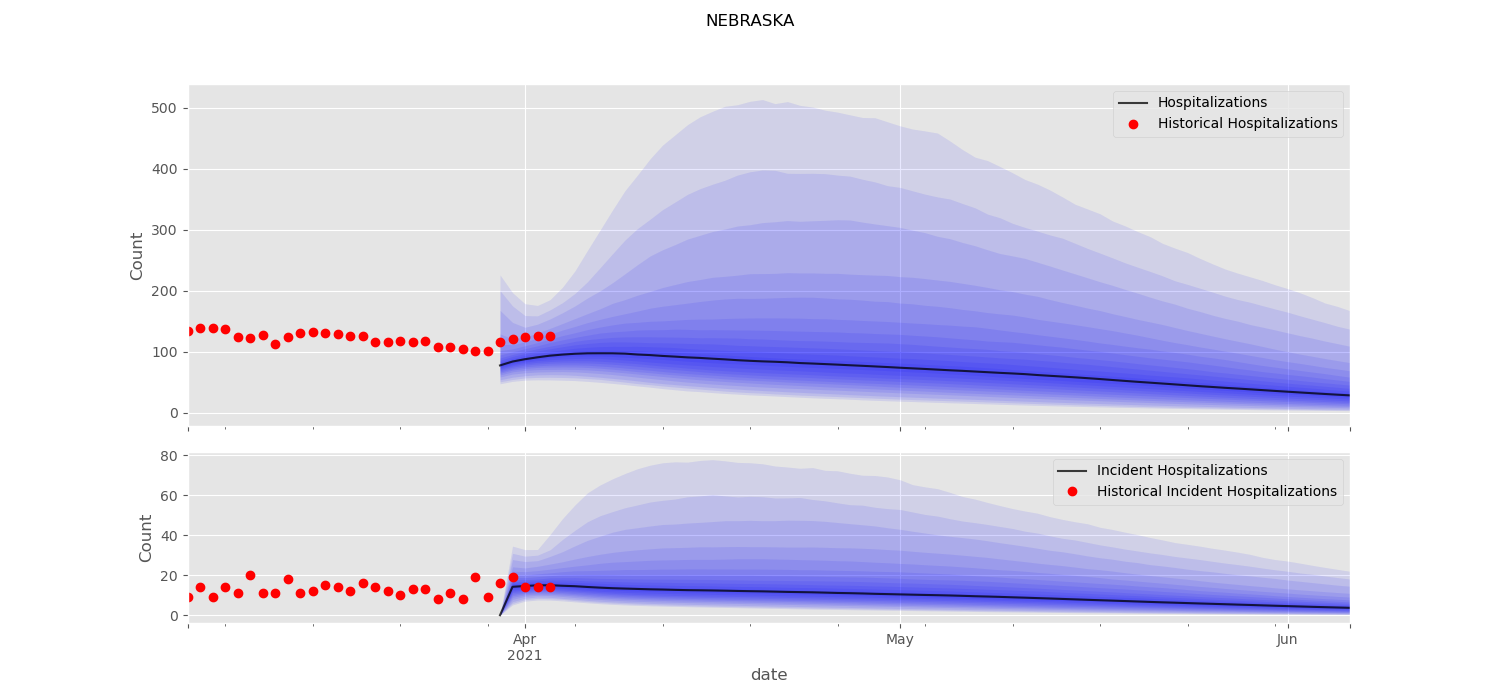 NEBRASKA
Hospitalizations
Historical Hospitalizations
500
400
300
200
100
0
Count
Incident Hospitalizations
Historical Incident Hospitalizations
80
60
40
20
0
Count
Apr
2021
May
Jun
date